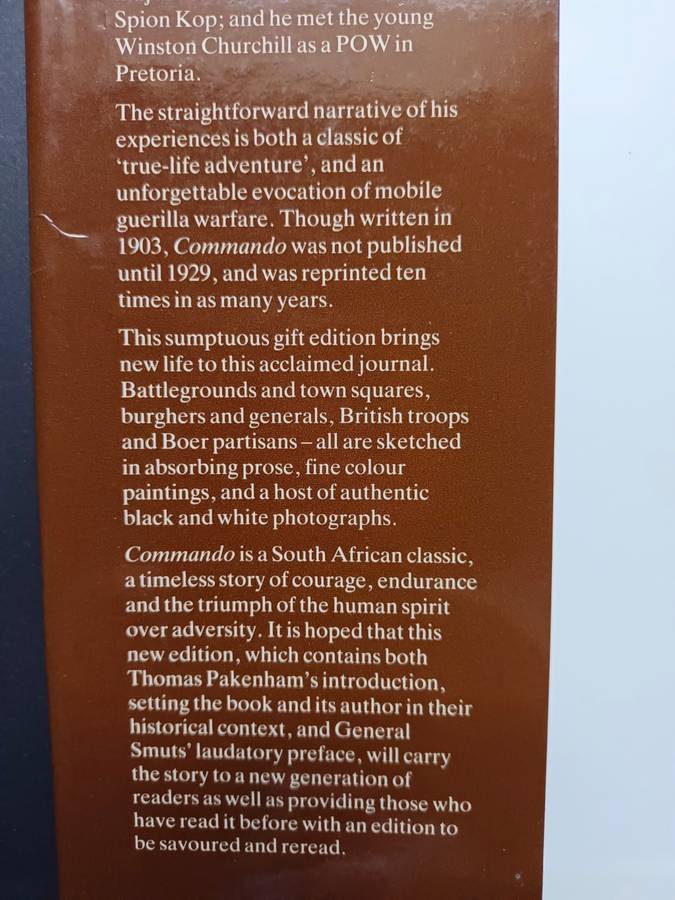 Spion Kop; and he met the young
Winston Churchill as a POW in
Pretoria.
The straightforward narrative of his
experiences is both a classic of
‘true-life adventure’, and an
unforgettable evocation of mobile
guerilla warfare. Though written in
1903, Commando was not published
until 1929, and was reprinted ten
times in as many years.
This sumptuous gift edition brings
new life to this acclaimed journal.
Battlegrounds and town squares,
burghers and generals, British troops
and Boer partisans – all are sketched
in absorbing prose, fine colour
paintings, and a host of authentic
black and white photographs.
Commando is a South African classic,
a timeless story of courage, endurance
and the triumph of the human spirit
over adversity. It is hoped that this
new edition, which contains both
Thomas Pakenham’s introduction,
setting the book and its author in their
historical context, and General
Smuts’ laudatory preface, will carry
the story to a new generation of
readers as well as providing those who
have read it before with an edition to
be savoured and reread.